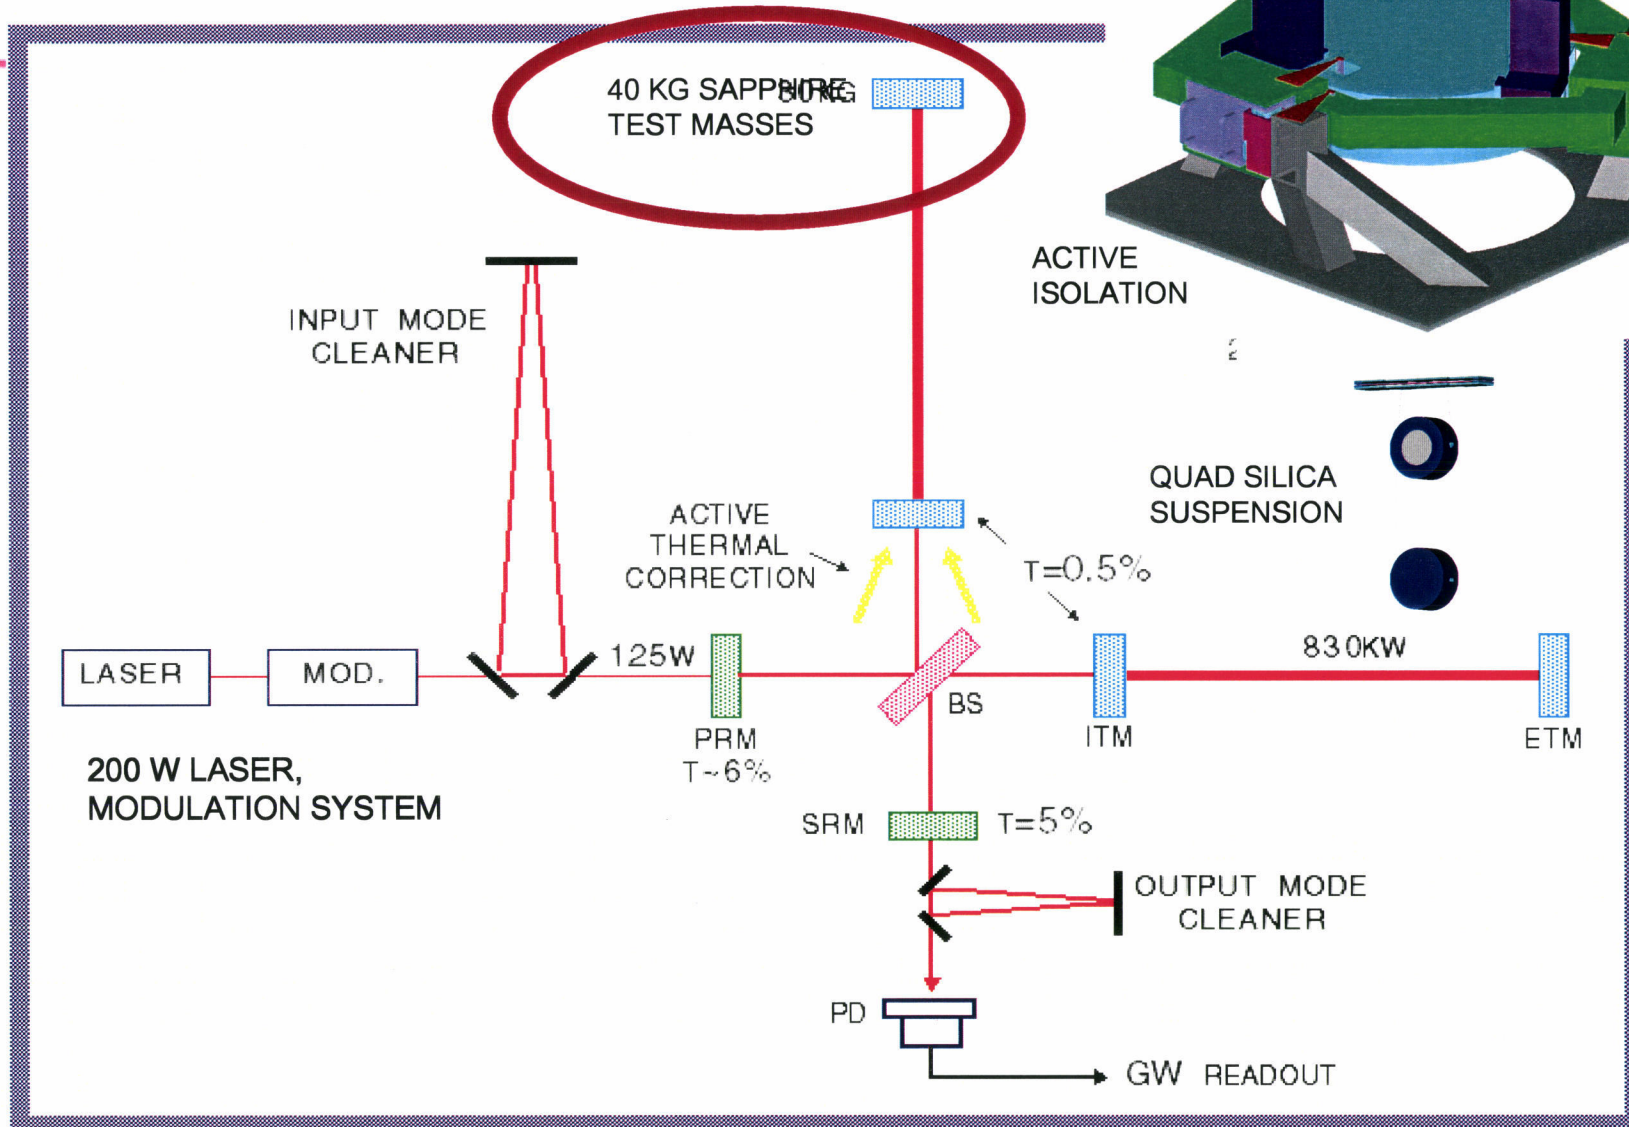 40 KG SAPPHIRE
TEST MASSES
ACTIVE
ISOLATION
INPUT MODE
CLEANER
QUAD SILICA
SUSPENSION
ACTIVE
THERMAL
CORRECTION
T=0.5%
LASER
MOD.
125W
830KW
BS
PRM
T~6%
ITM
ETM
200 W LASER,
MODULATION SYSTEM
SRM
T=5%
OUTPUT MODE
CLEANER
PD
GW READOUT